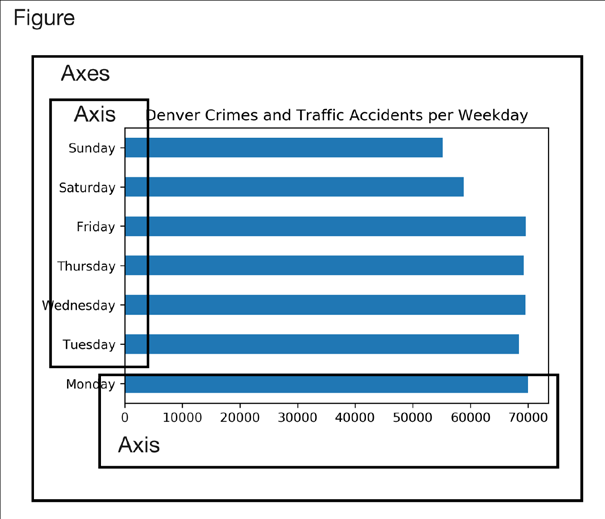 Figure
Axes
Axis
Denver Crimes and Traffic Accidents per Weekday
Sunday
Saturday
Friday
Thursday
Wednesday
Tuesday
Monday
0 10000 20000 30000 40000 50000 60000 70000
Axis